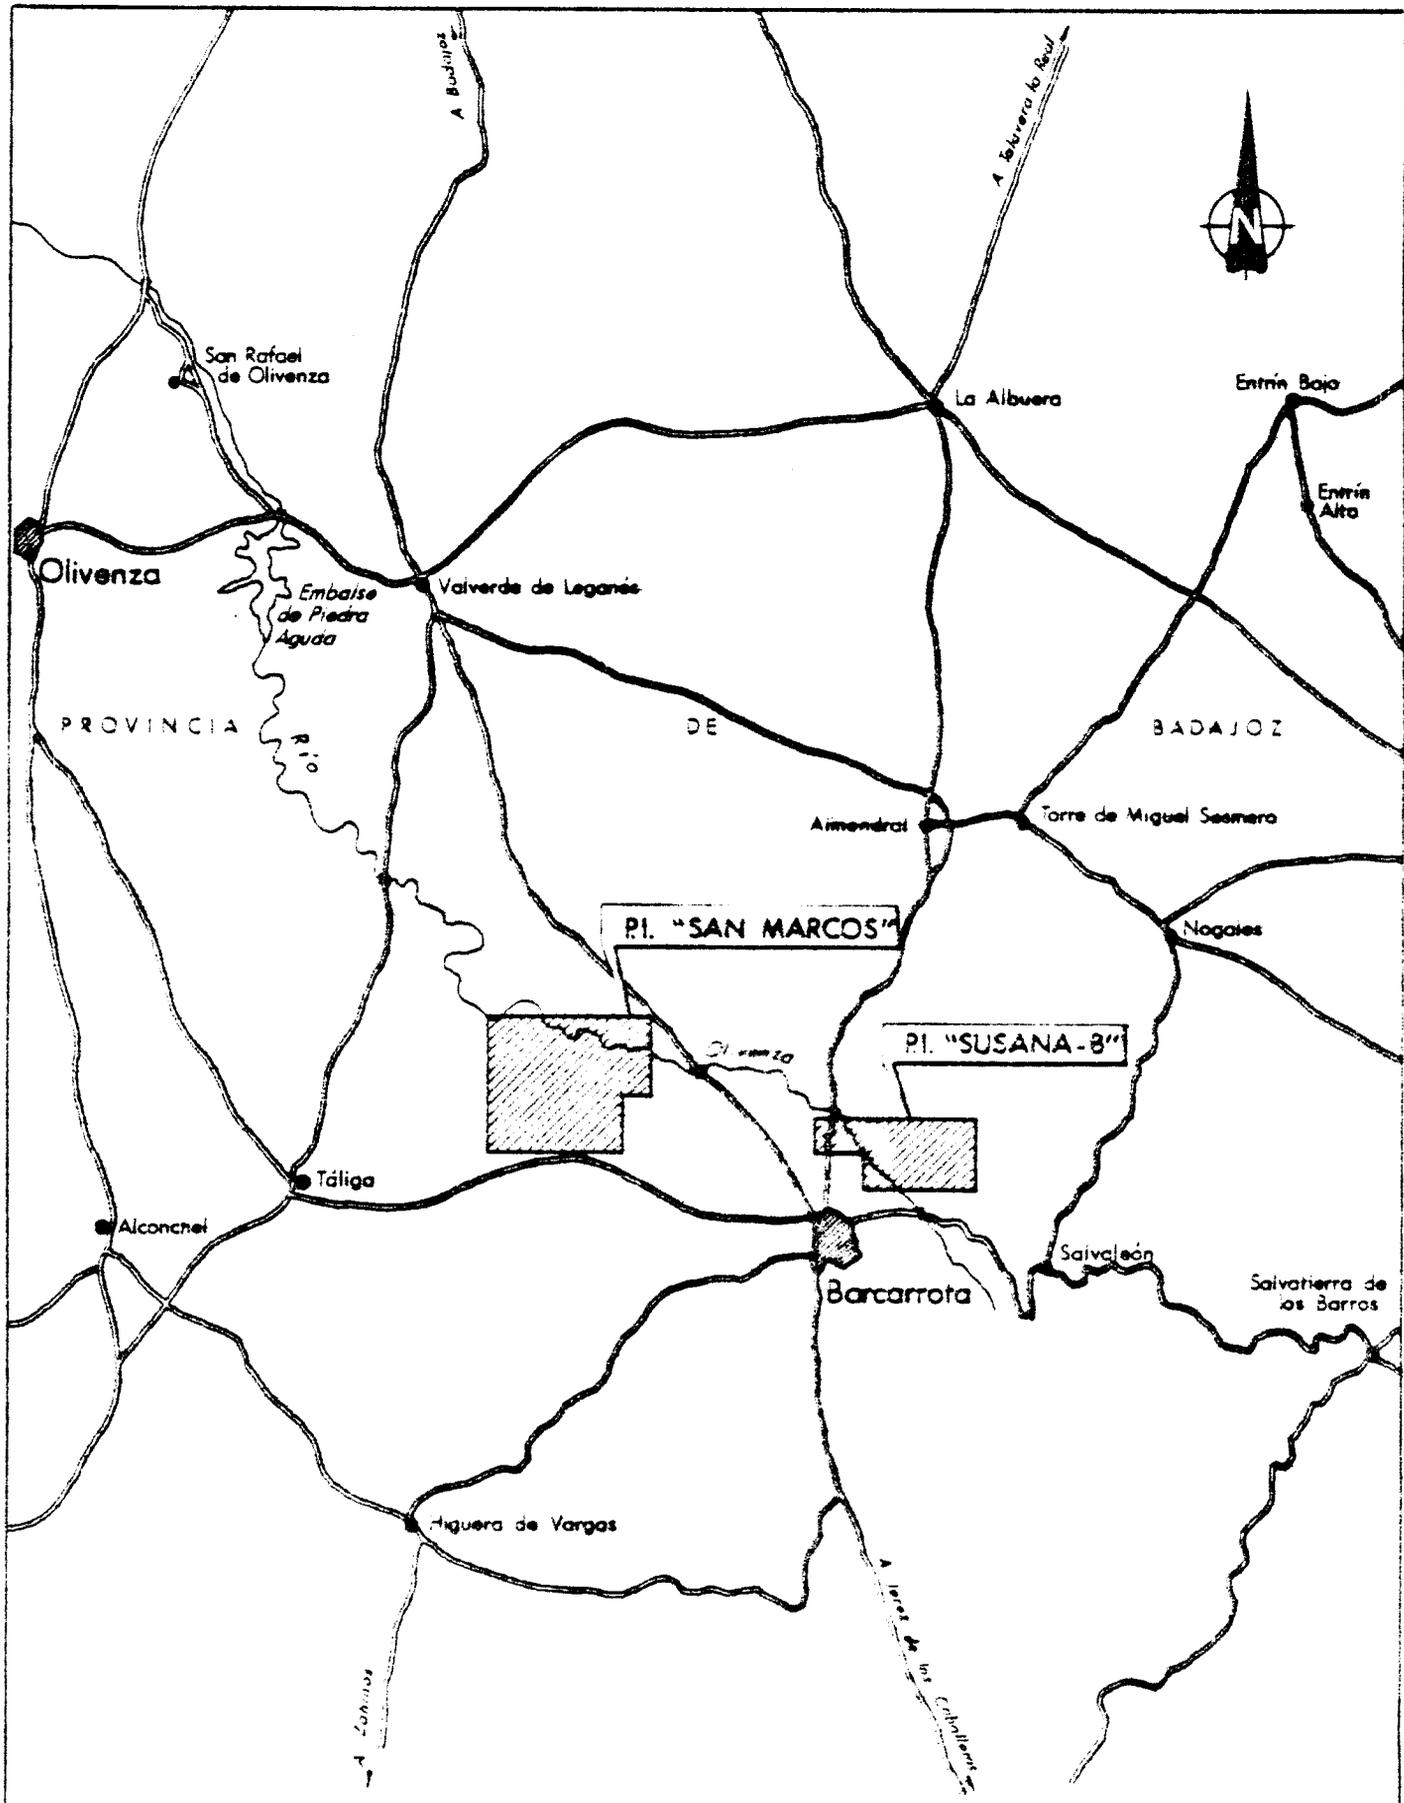 A Badajoz
A Talavera la Real
N
San Rafael
de Olivenza
La Albuera
Entrín Bajo
Entrín
Alto
Olivenza
Embalse
de Piedra
Aguda
Valverde de Leganés
PROVINCIA
DE
BADAJOZ
Río
Almendral
Torre de Miguel Sesmero
P.I. "SAN MARCOS"
Nogales
Olivenza
P.I. "SUSANA-B"
Táliga
Alconchel
Salvaleón
Barcarrota
Salvatierra de
los Barros
Higuera de Vargas
A Jerez de los Caballeros
A Zahinos